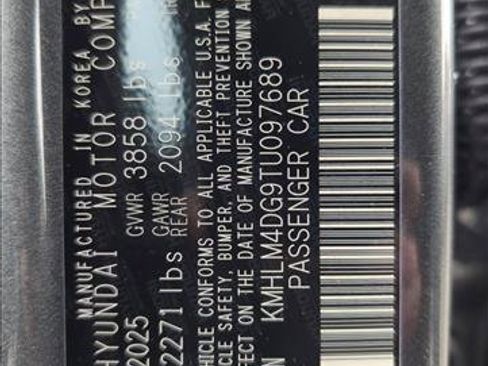 MANUFACTURED IN KOREA BY
HYUNDAI MOTOR COMP
2025 GVWR 3858 lbs
GAWR
2271 lbs REAR 2094 lbs
HICLE CONFORMS TO ALL APPLICABLE U.S.A. F
CLE SAFETY, BUMPER, AND THEFT PREVENTION
FECT ON THE DATE OF MANUFACTURE SHOWN A
N KMHLM4DG9TU097689
PASSENGER CAR